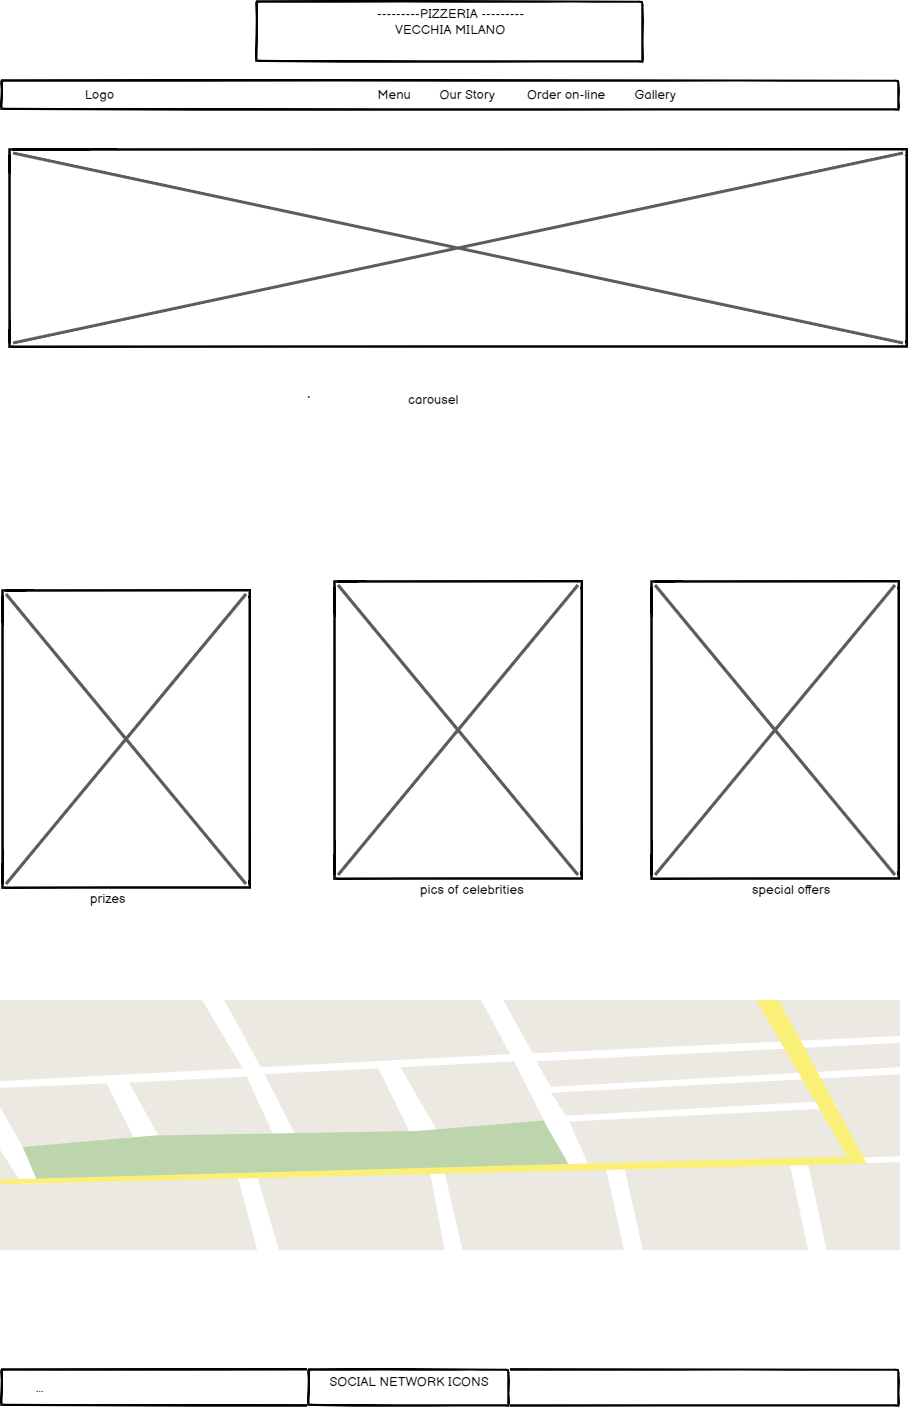 ---------PIZZERIA ---------
VECCHIA MILANO
Logo Menu Our Story Order on-line Gallery
carousel
prizes pics of celebrities special offers
SOCIAL NETWORK ICONS
...